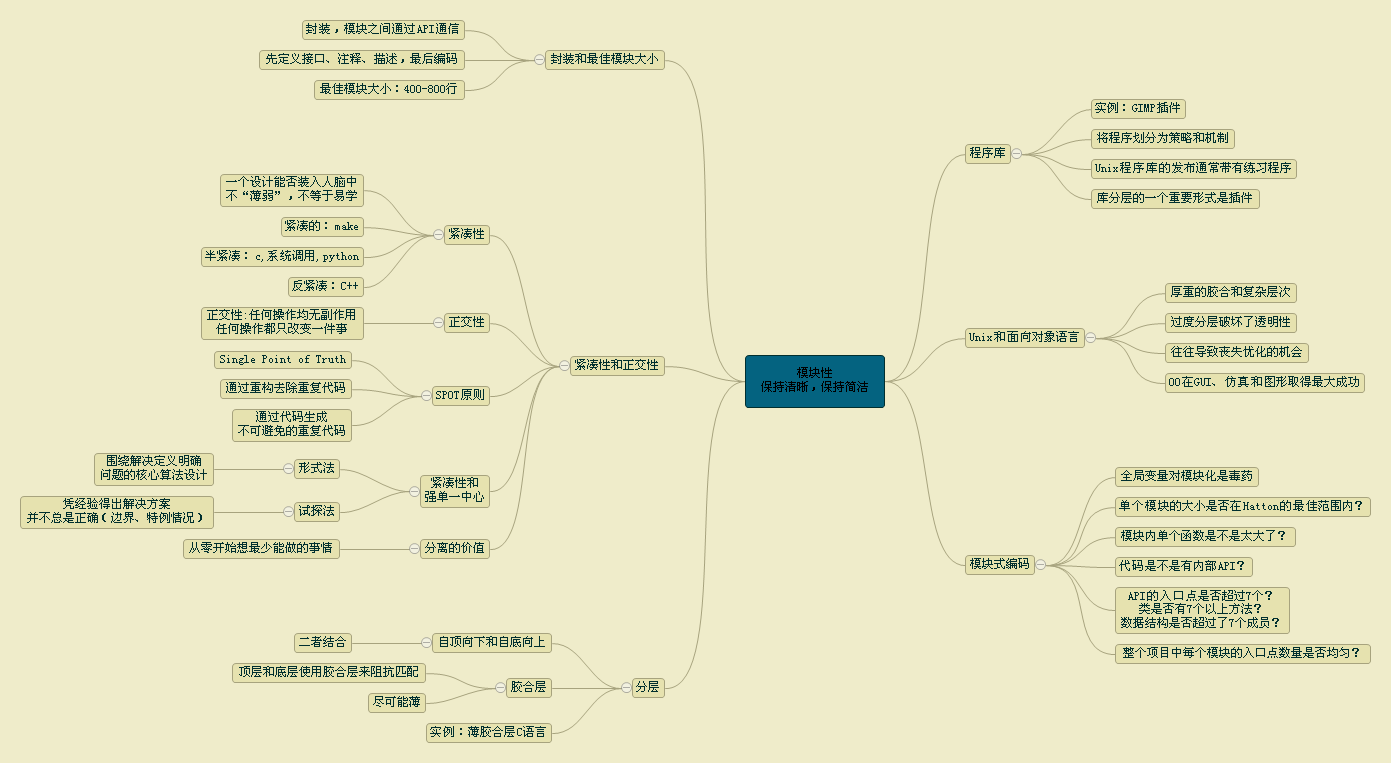 模块性
保持清晰，保持简洁
封装和最佳模块大小
封装，模块之间通过API通信
先定义接口、注释、描述，最后编码
最佳模块大小：400-800行
紧凑性和正交性
紧凑性
一个设计能否装入人脑中
不“薄弱”，不等于易学
紧凑的：make
半紧凑：c,系统调用,python
反紧凑：C++
正交性
正交性:任何操作均无副作用
任何操作都只改变一件事
SPOT原则
Single Point of Truth
通过重构去除重复代码
通过代码生成
不可避免的重复代码
紧凑性和
强单一中心
形式法
围绕解决定义明确
问题的核心算法设计
试探法
凭经验得出解决方案
并不总是正确（边界、特例情况）
分离的价值
从零开始想最少能做的事情
分层
自顶向下和自底向上
二者结合
胶合层
顶层和底层使用胶合层来阻抗匹配
尽可能薄
实例：薄胶合层C语言
程序库
实例：GIMP插件
将程序划分为策略和机制
Unix程序库的发布通常带有练习程序
库分层的一个重要形式是插件
Unix和面向对象语言
厚重的胶合和复杂层次
过度分层破坏了透明性
往往导致丧失优化的机会
OO在GUI、仿真和图形取得最大成功
模块式编码
全局变量对模块化是毒药
单个模块的大小是否在Hatton的最佳范围内？
模块内单个函数是不是太大了？
代码是不是有内部API？
API的入口点是否超过7个？
类是否有7个以上方法？
数据结构是否超过了7个成员？
整个项目中每个模块的入口点数量是否均匀？